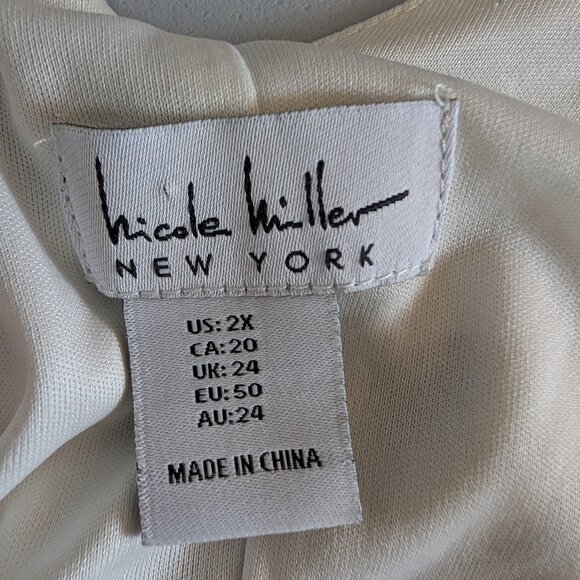 Nicole Miller
NEW YORK
US: 2X
CA: 20
UK: 24
EU: 50
AU: 24
MADE IN CHINA